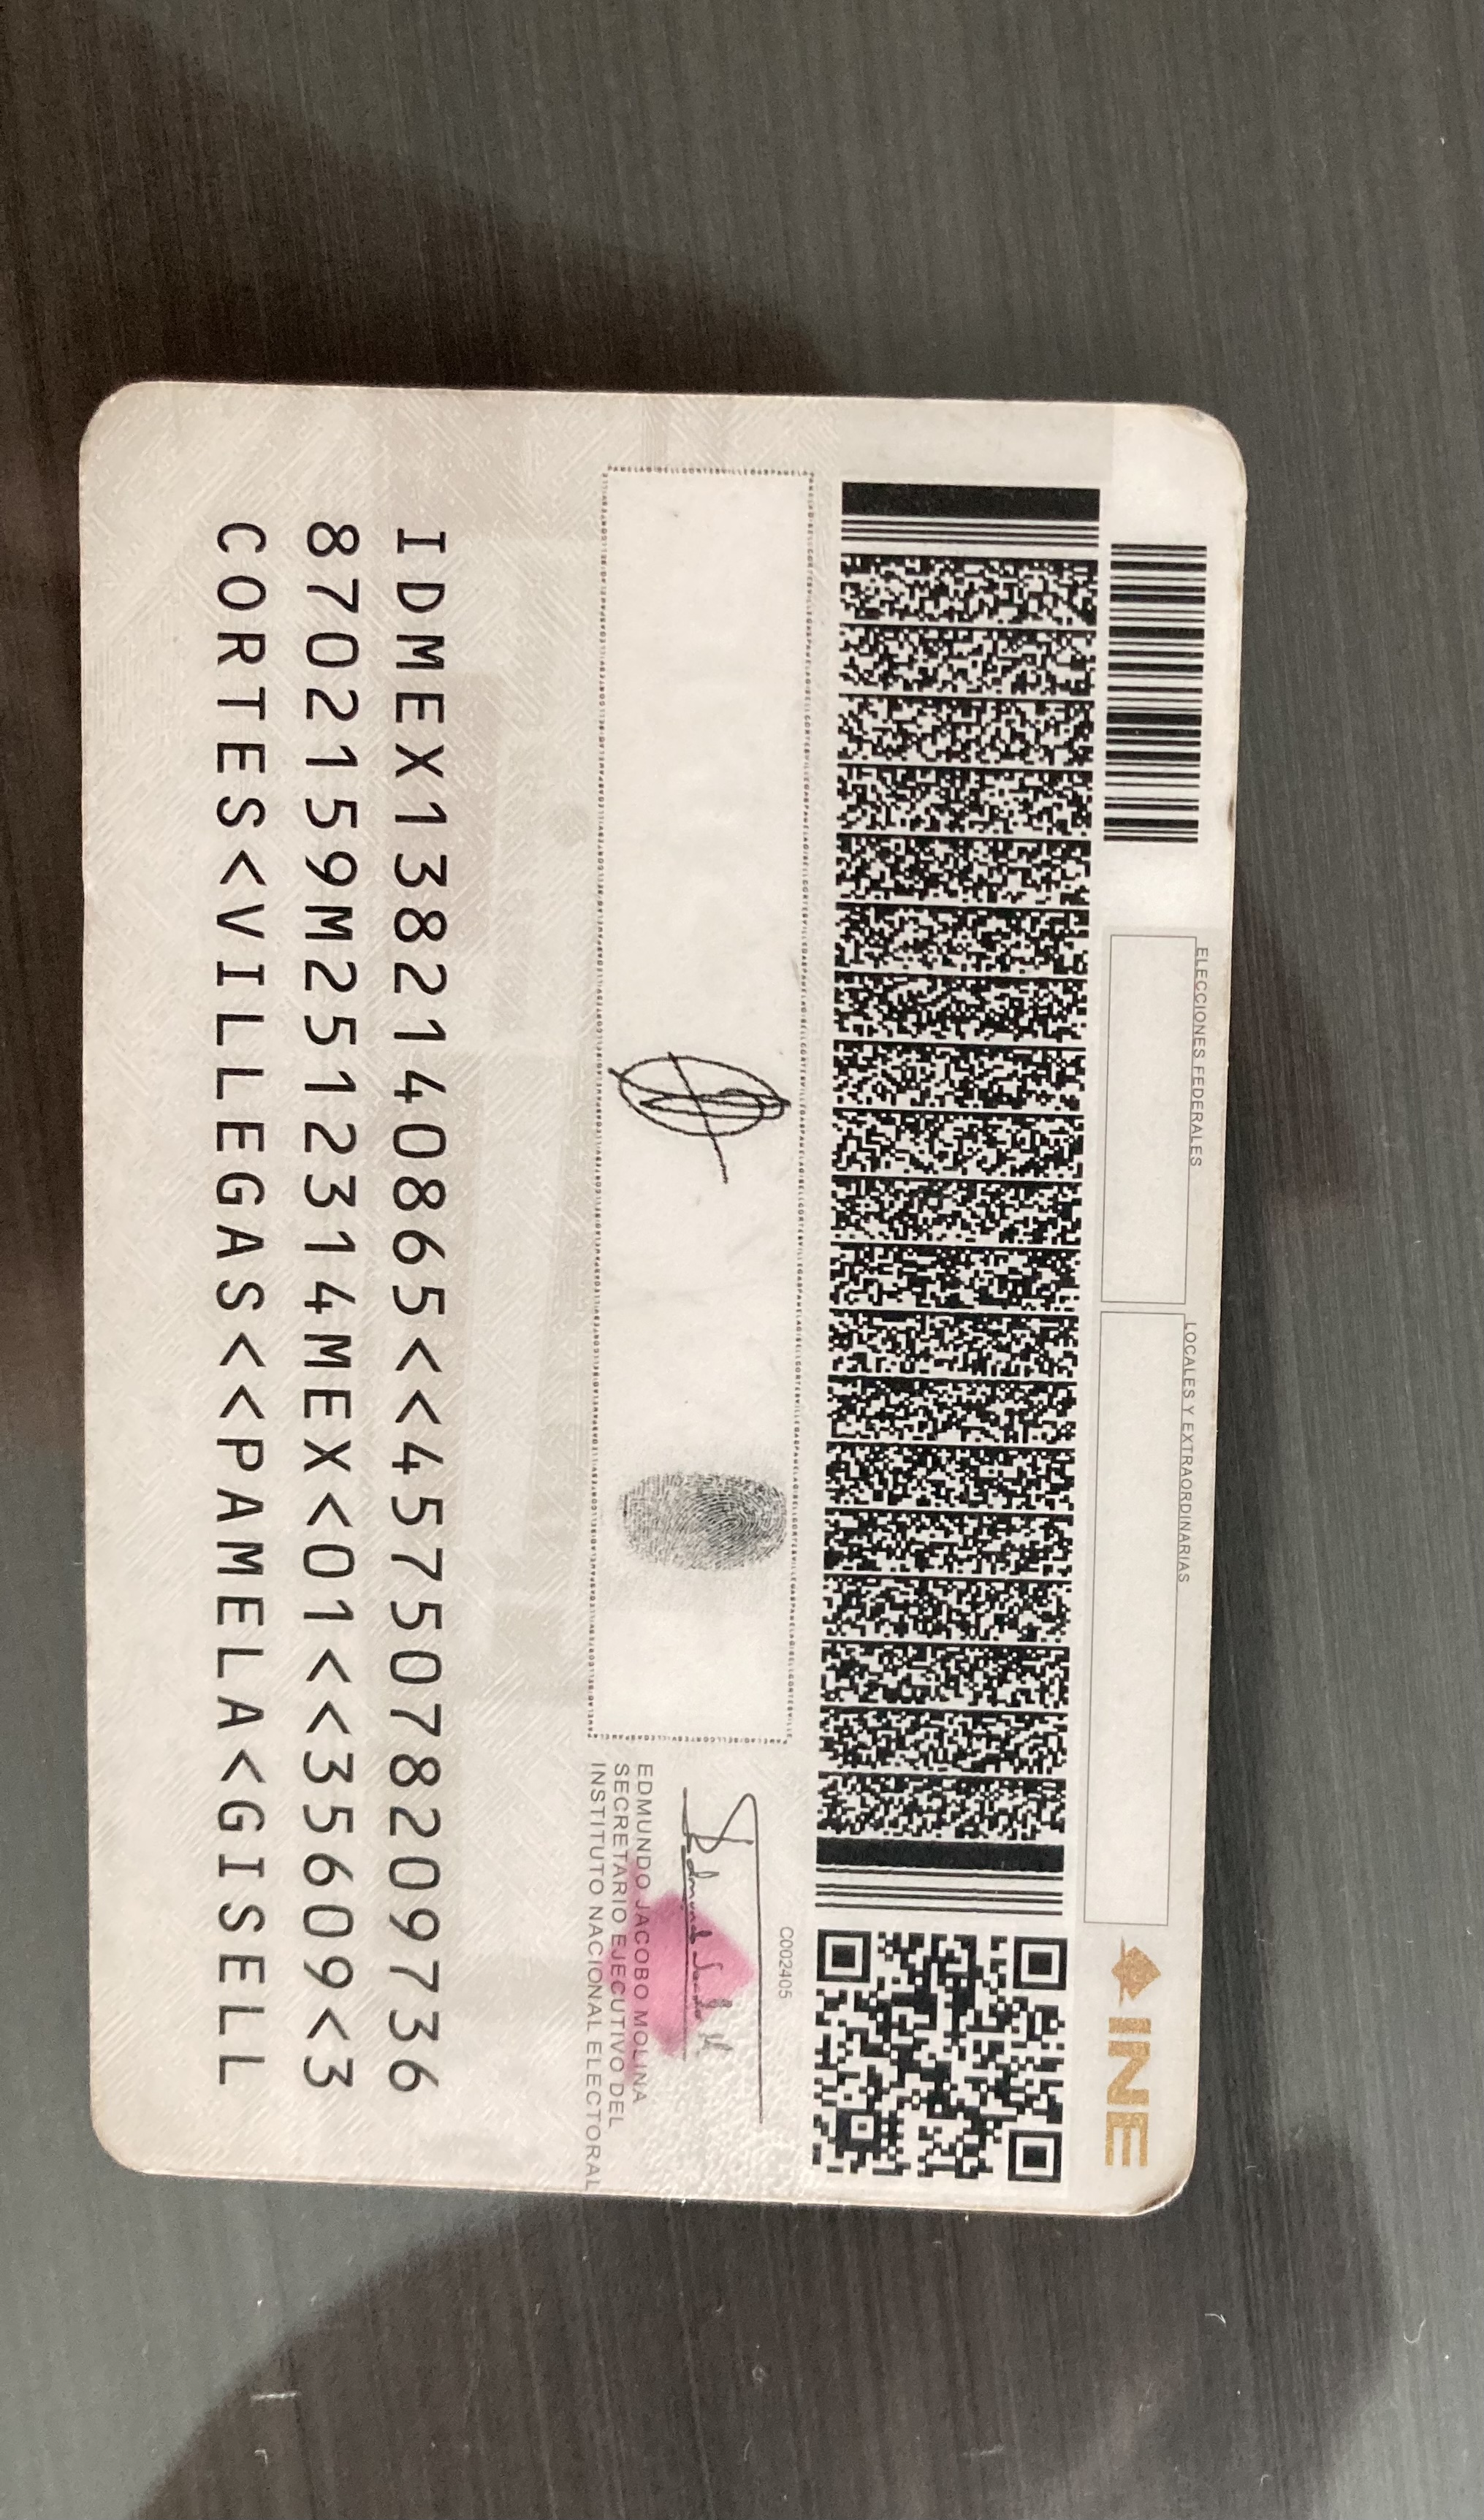 ELECCIONES FEDERALES
LOCALES Y EXTRAORDINARIAS
INE
C002405
EDMUNDO JACOBO MOLINA
SECRETARIO EJECUTIVO DEL
INSTITUTO NACIONAL ELECTORAL
IDMEX1382140865<<4575078209736
8702159M2512314MEX<01<<35609<3
CORTES<VILLEGAS<<PAMELA<GISELL